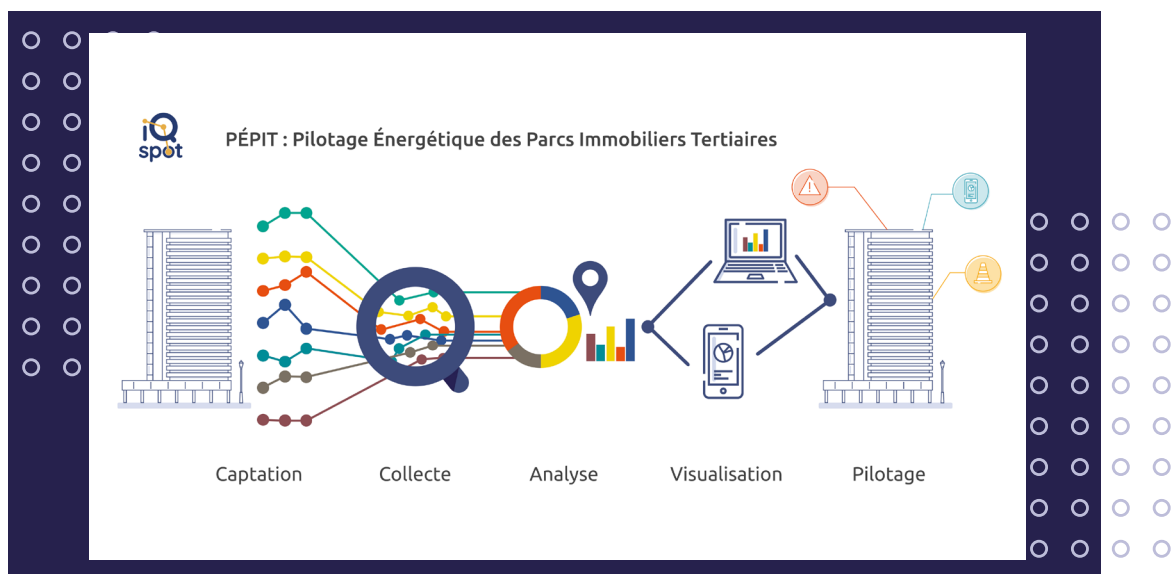 iQ
spot
PÉPIT : Pilotage Énergétique des Parcs Immobiliers Tertiaires
Captation
Collecte
Analyse
Visualisation
Pilotage